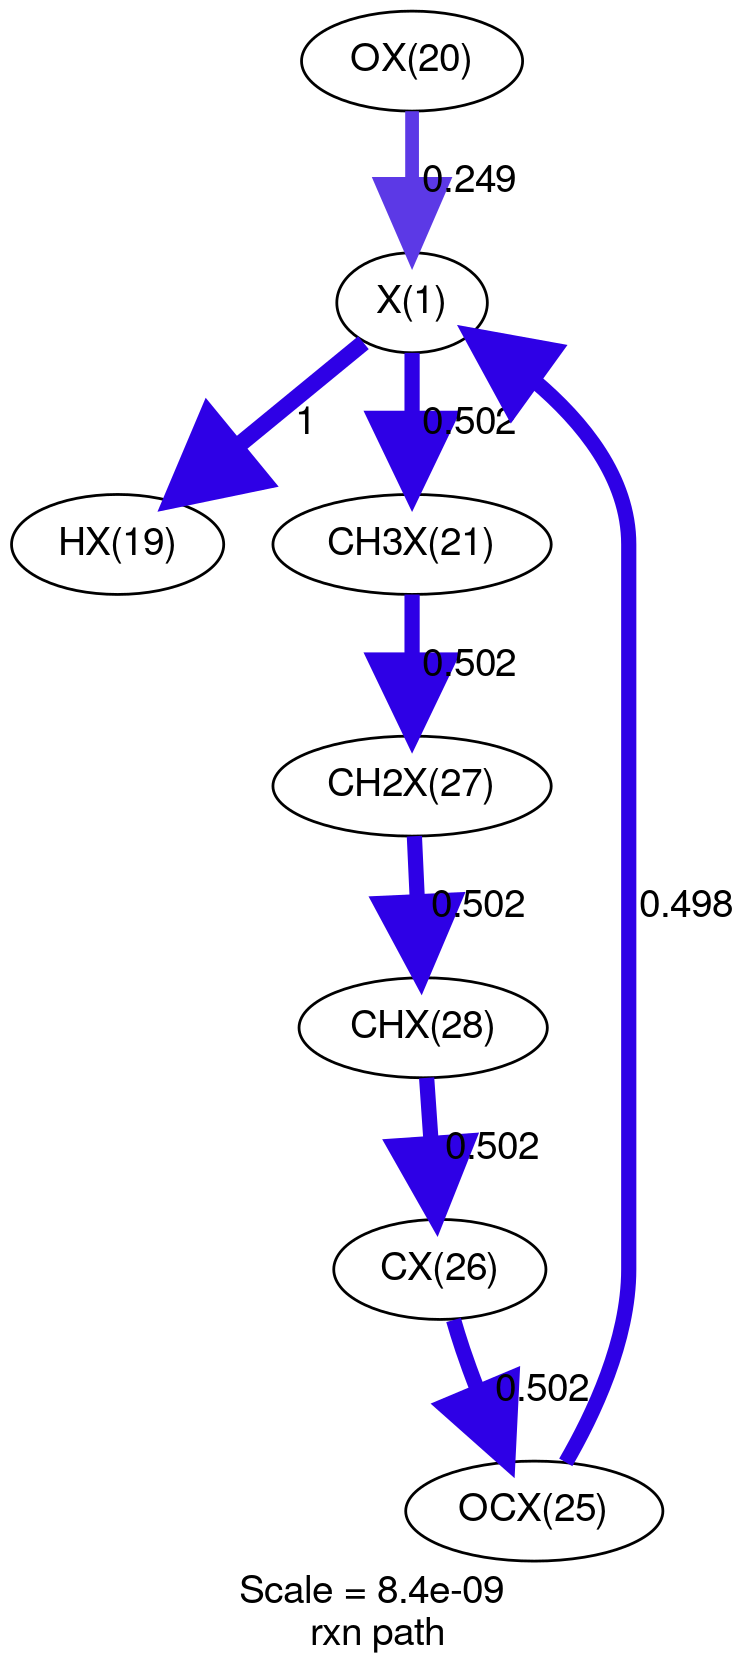 OX(20)
0.249
X(1)
1
0.502
HX(19)
CH3X(21)
0.502
CH2X(27)
0.502
0.498
CHX(28)
0.502
CX(26)
0.502
OCX(25)
Scale = 8.4e-09
rxn path